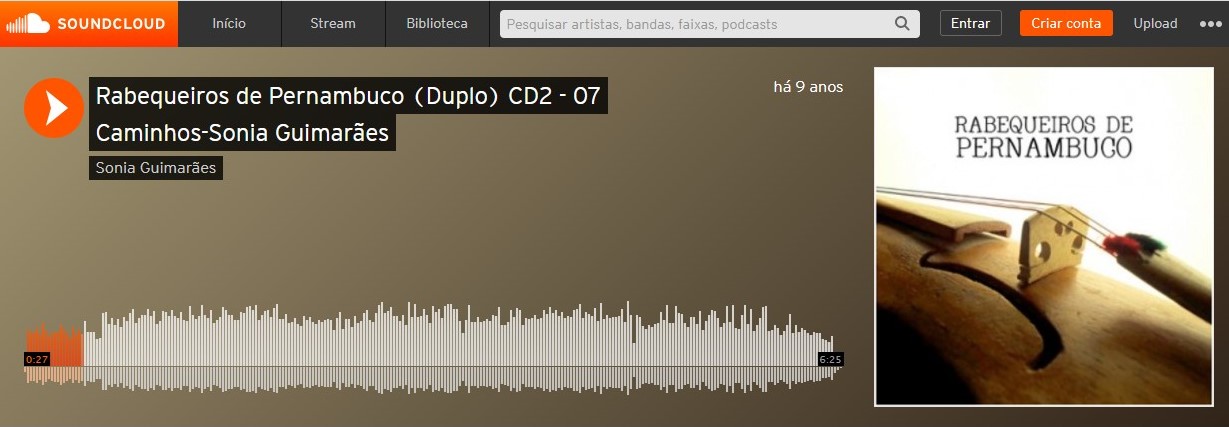 SOUNDCLOUD Início Stream Biblioteca Pesquisar artistas, bandas, faixas, podcasts Entrar Criar conta Upload
Rabequeiros de Pernambuco (Duplo) CD2 - 07
Caminhos-Sonia Guimarães
Sonia Guimarães
há 9 anos
RABEQUEIROS DE
PERNAMBUCO
0:27
6:25